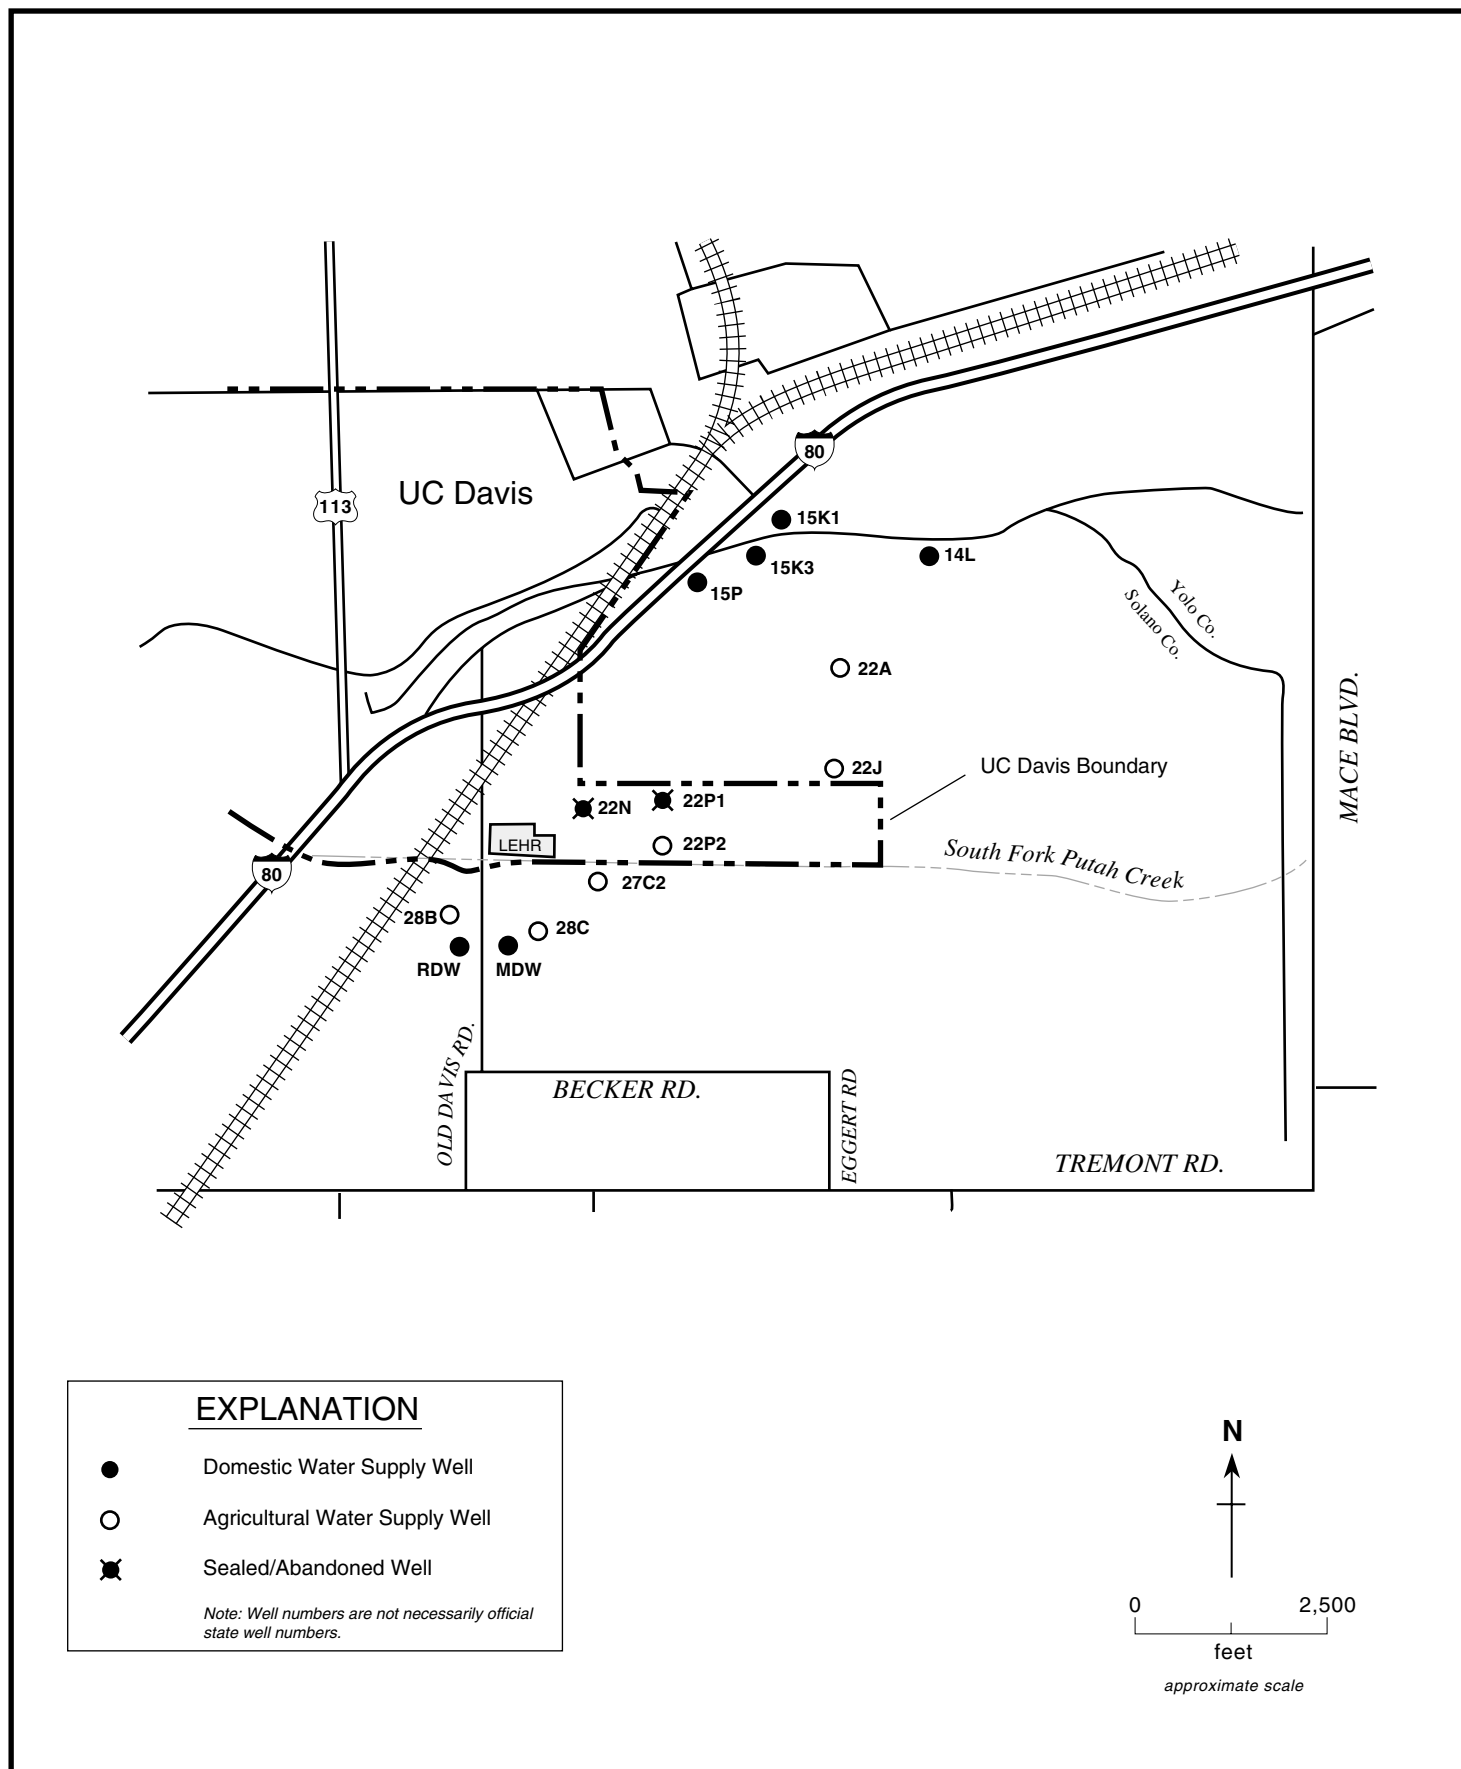 80
UC Davis
113
15K1
15K3
14L
15P
Yolo Co.
Solano Co.
22A
MACE BLVD.
22J
UC Davis Boundary
22N
22P1
LEHR
22P2
South Fork Putah Creek
80
27C2
28B
28C
RDW
MDW
OLD DAVIS RD.
BECKER RD.
EGGERT RD
TREMONT RD.
EXPLANATION
Domestic Water Supply Well
Agricultural Water Supply Well
Sealed/Abandoned Well
Note: Well numbers are not necessarily official
state well numbers.
N
0 2,500
feet
approximate scale